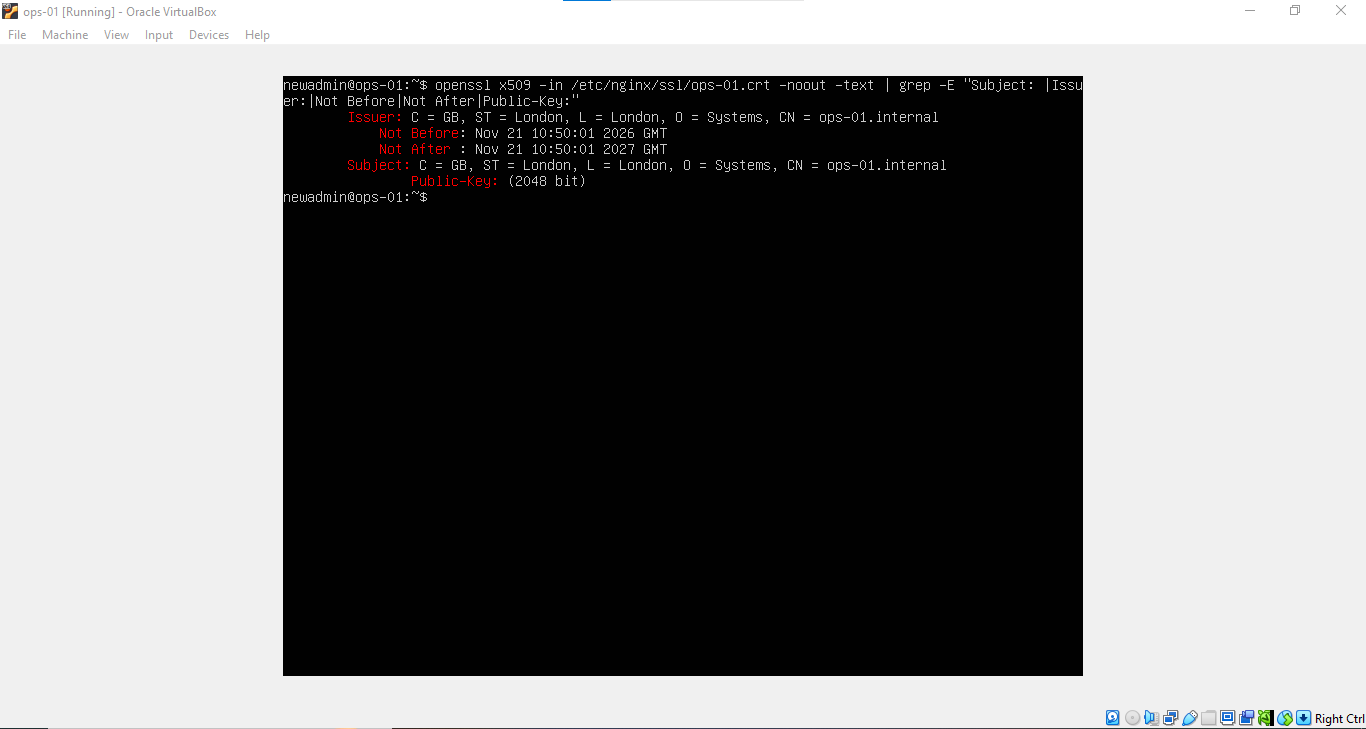 ops-01 [Running] - Oracle VirtualBox
File Machine View Input Devices Help
newadmin@ops-01:~$ openssl x509 -in /etc/nginx/ssl/ops-01.crt -noout -text | grep -E "Subject: |Issu
er:|Not Before|Not After|Public-Key:"
Issuer: C = GB, ST = London, L = London, O = Systems, CN = ops-01.internal
Not Before: Nov 21 10:50:01 2026 GMT
Not After : Nov 21 10:50:01 2027 GMT
Subject: C = GB, ST = London, L = London, O = Systems, CN = ops-01.internal
Public-Key: (2048 bit)
newadmin@ops-01:~$
Right Ctrl